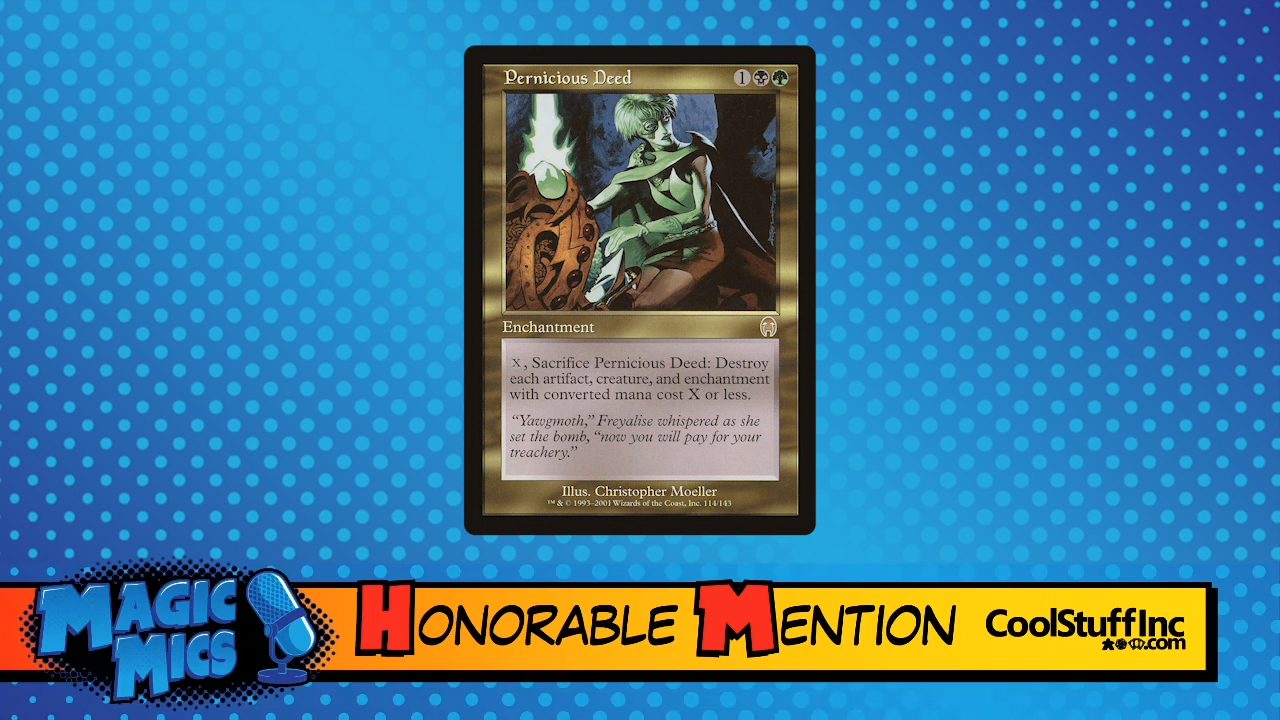 Pernicious Deed 1
Enchantment
X, Sacrifice Pernicious Deed: Destroy
each artifact, creature, and enchantment
with converted mana cost X or less.
“Yawgmoth,” Freyalise whispered as she
set the bomb, “now you will pay for your
treachery.”
Illus. Christopher Moeller
™ & © 1993–2001 Wizards of the Coast, Inc. 114/143
MAGIC
MICS
HONORABLE MENTION
CoolStuffInc
.com